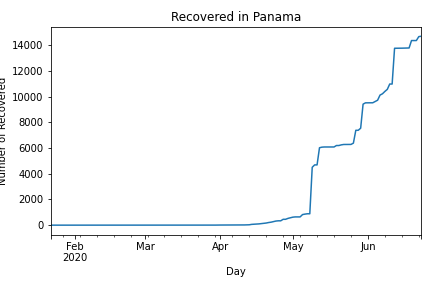 Recovered in Panama
Number of Recovered
14000
12000
10000
8000
6000
4000
2000
0
Feb
2020
Mar
Apr
May
Jun
Day